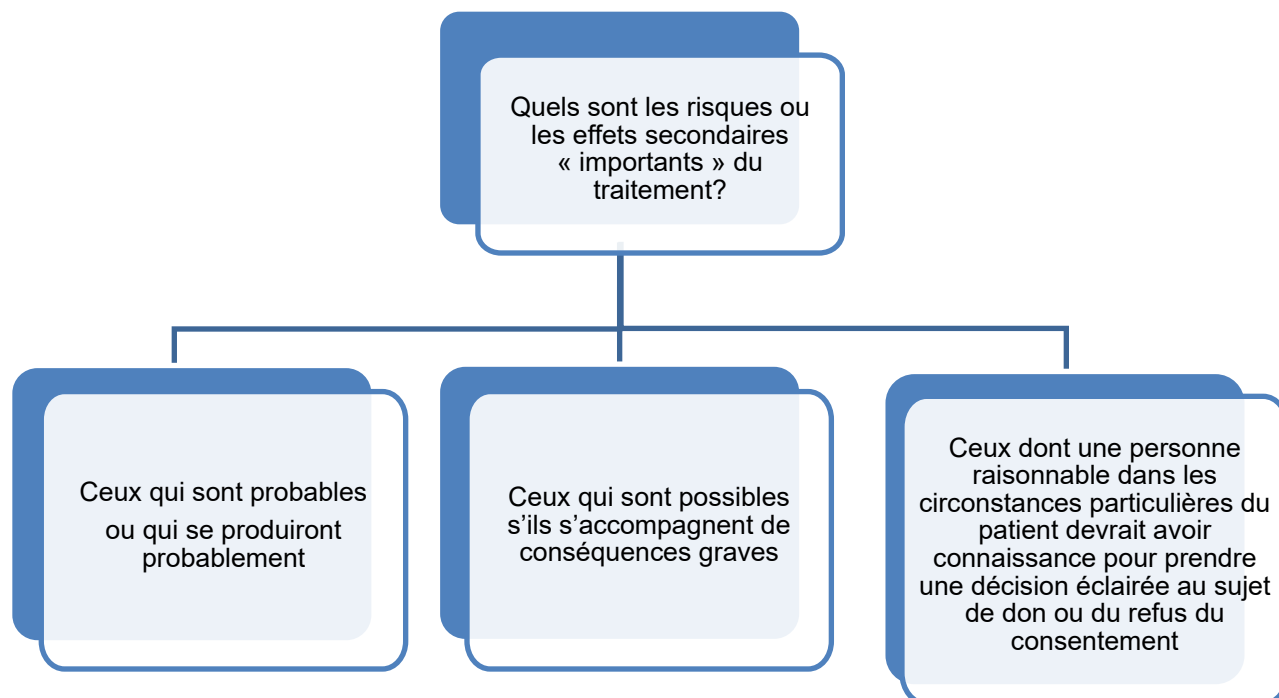 Quels sont les risques ou
les effets secondaires
« importants » du
traitement?
Ceux qui sont probables
ou qui se produiront
probablement
Ceux qui sont possibles
s’ils s’accompagnent de
conséquences graves
Ceux dont une personne
raisonnable dans les
circonstances particulières du
patient devrait avoir
connaissance pour prendre
une décision éclairée au sujet
de don ou du refus du
consentement